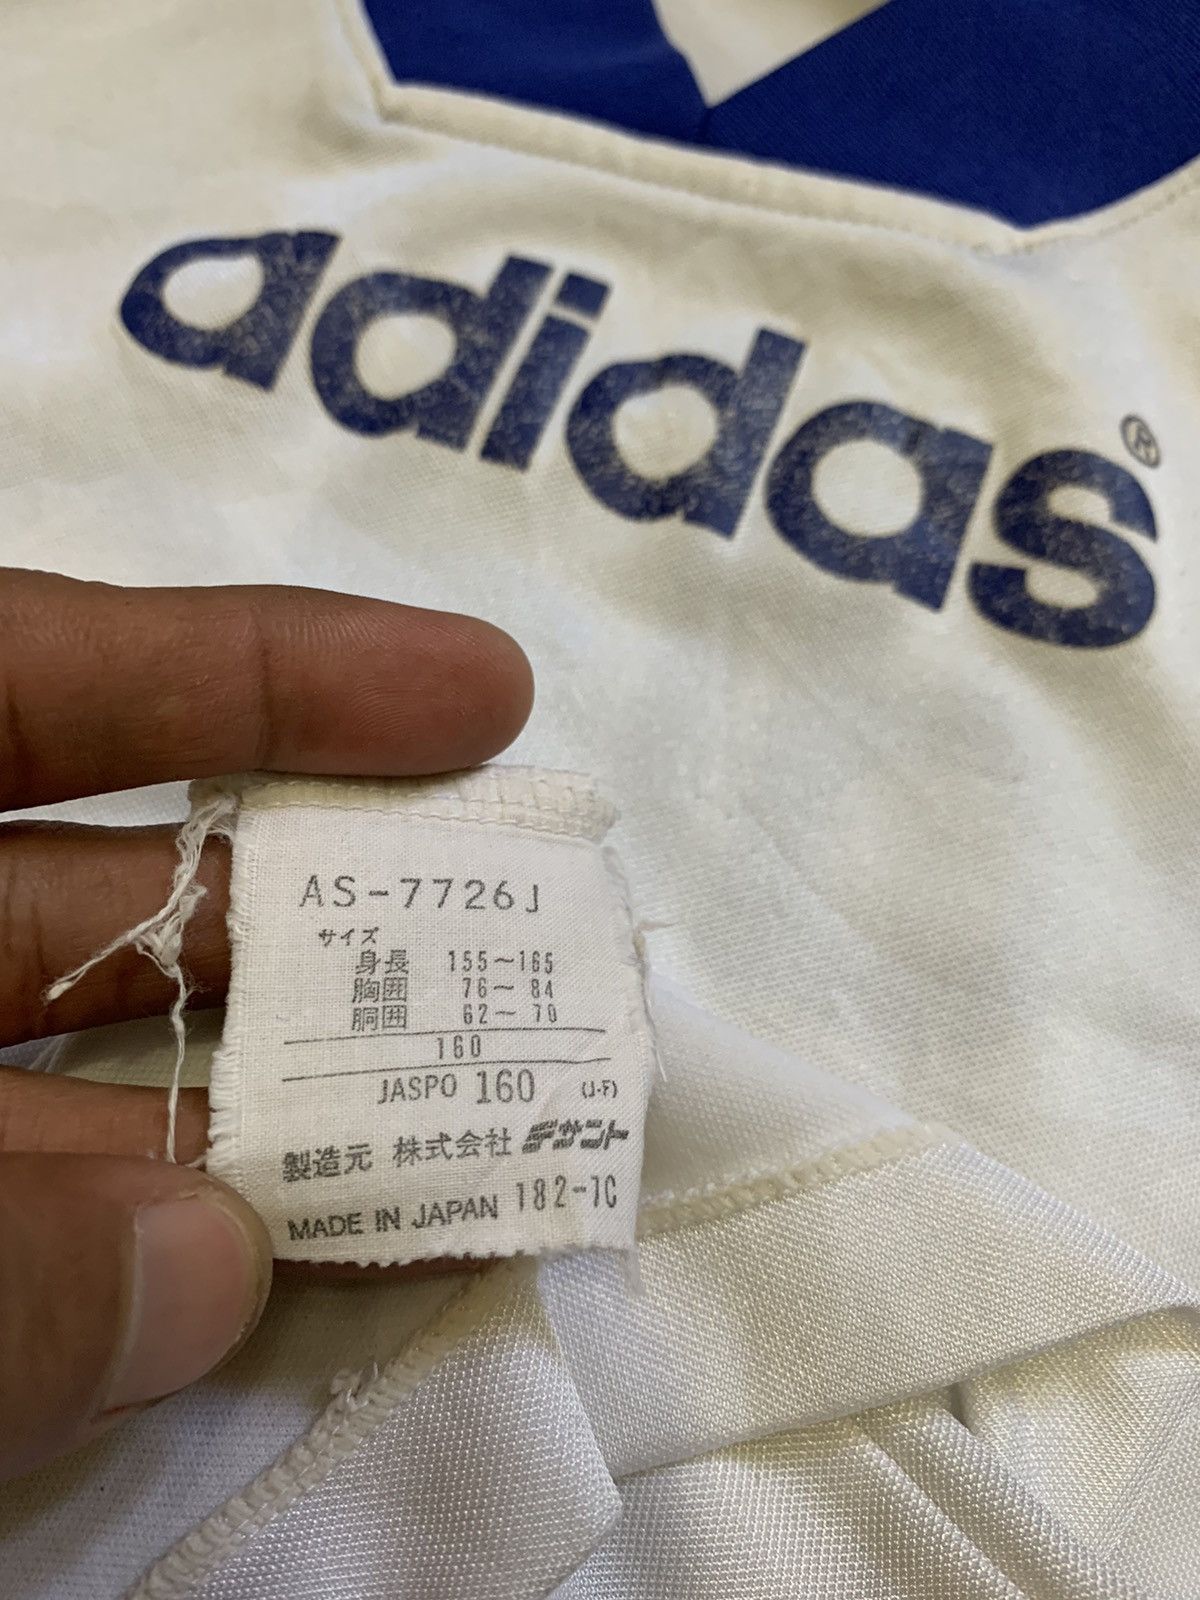 adidas®
AS-7726J
サイズ
身長 155～165
胸囲 76～ 84
胴囲 62～ 70
160
JASPO 160 (J-F)
製造元 株式会社 デサント
MADE IN JAPAN 182-1C